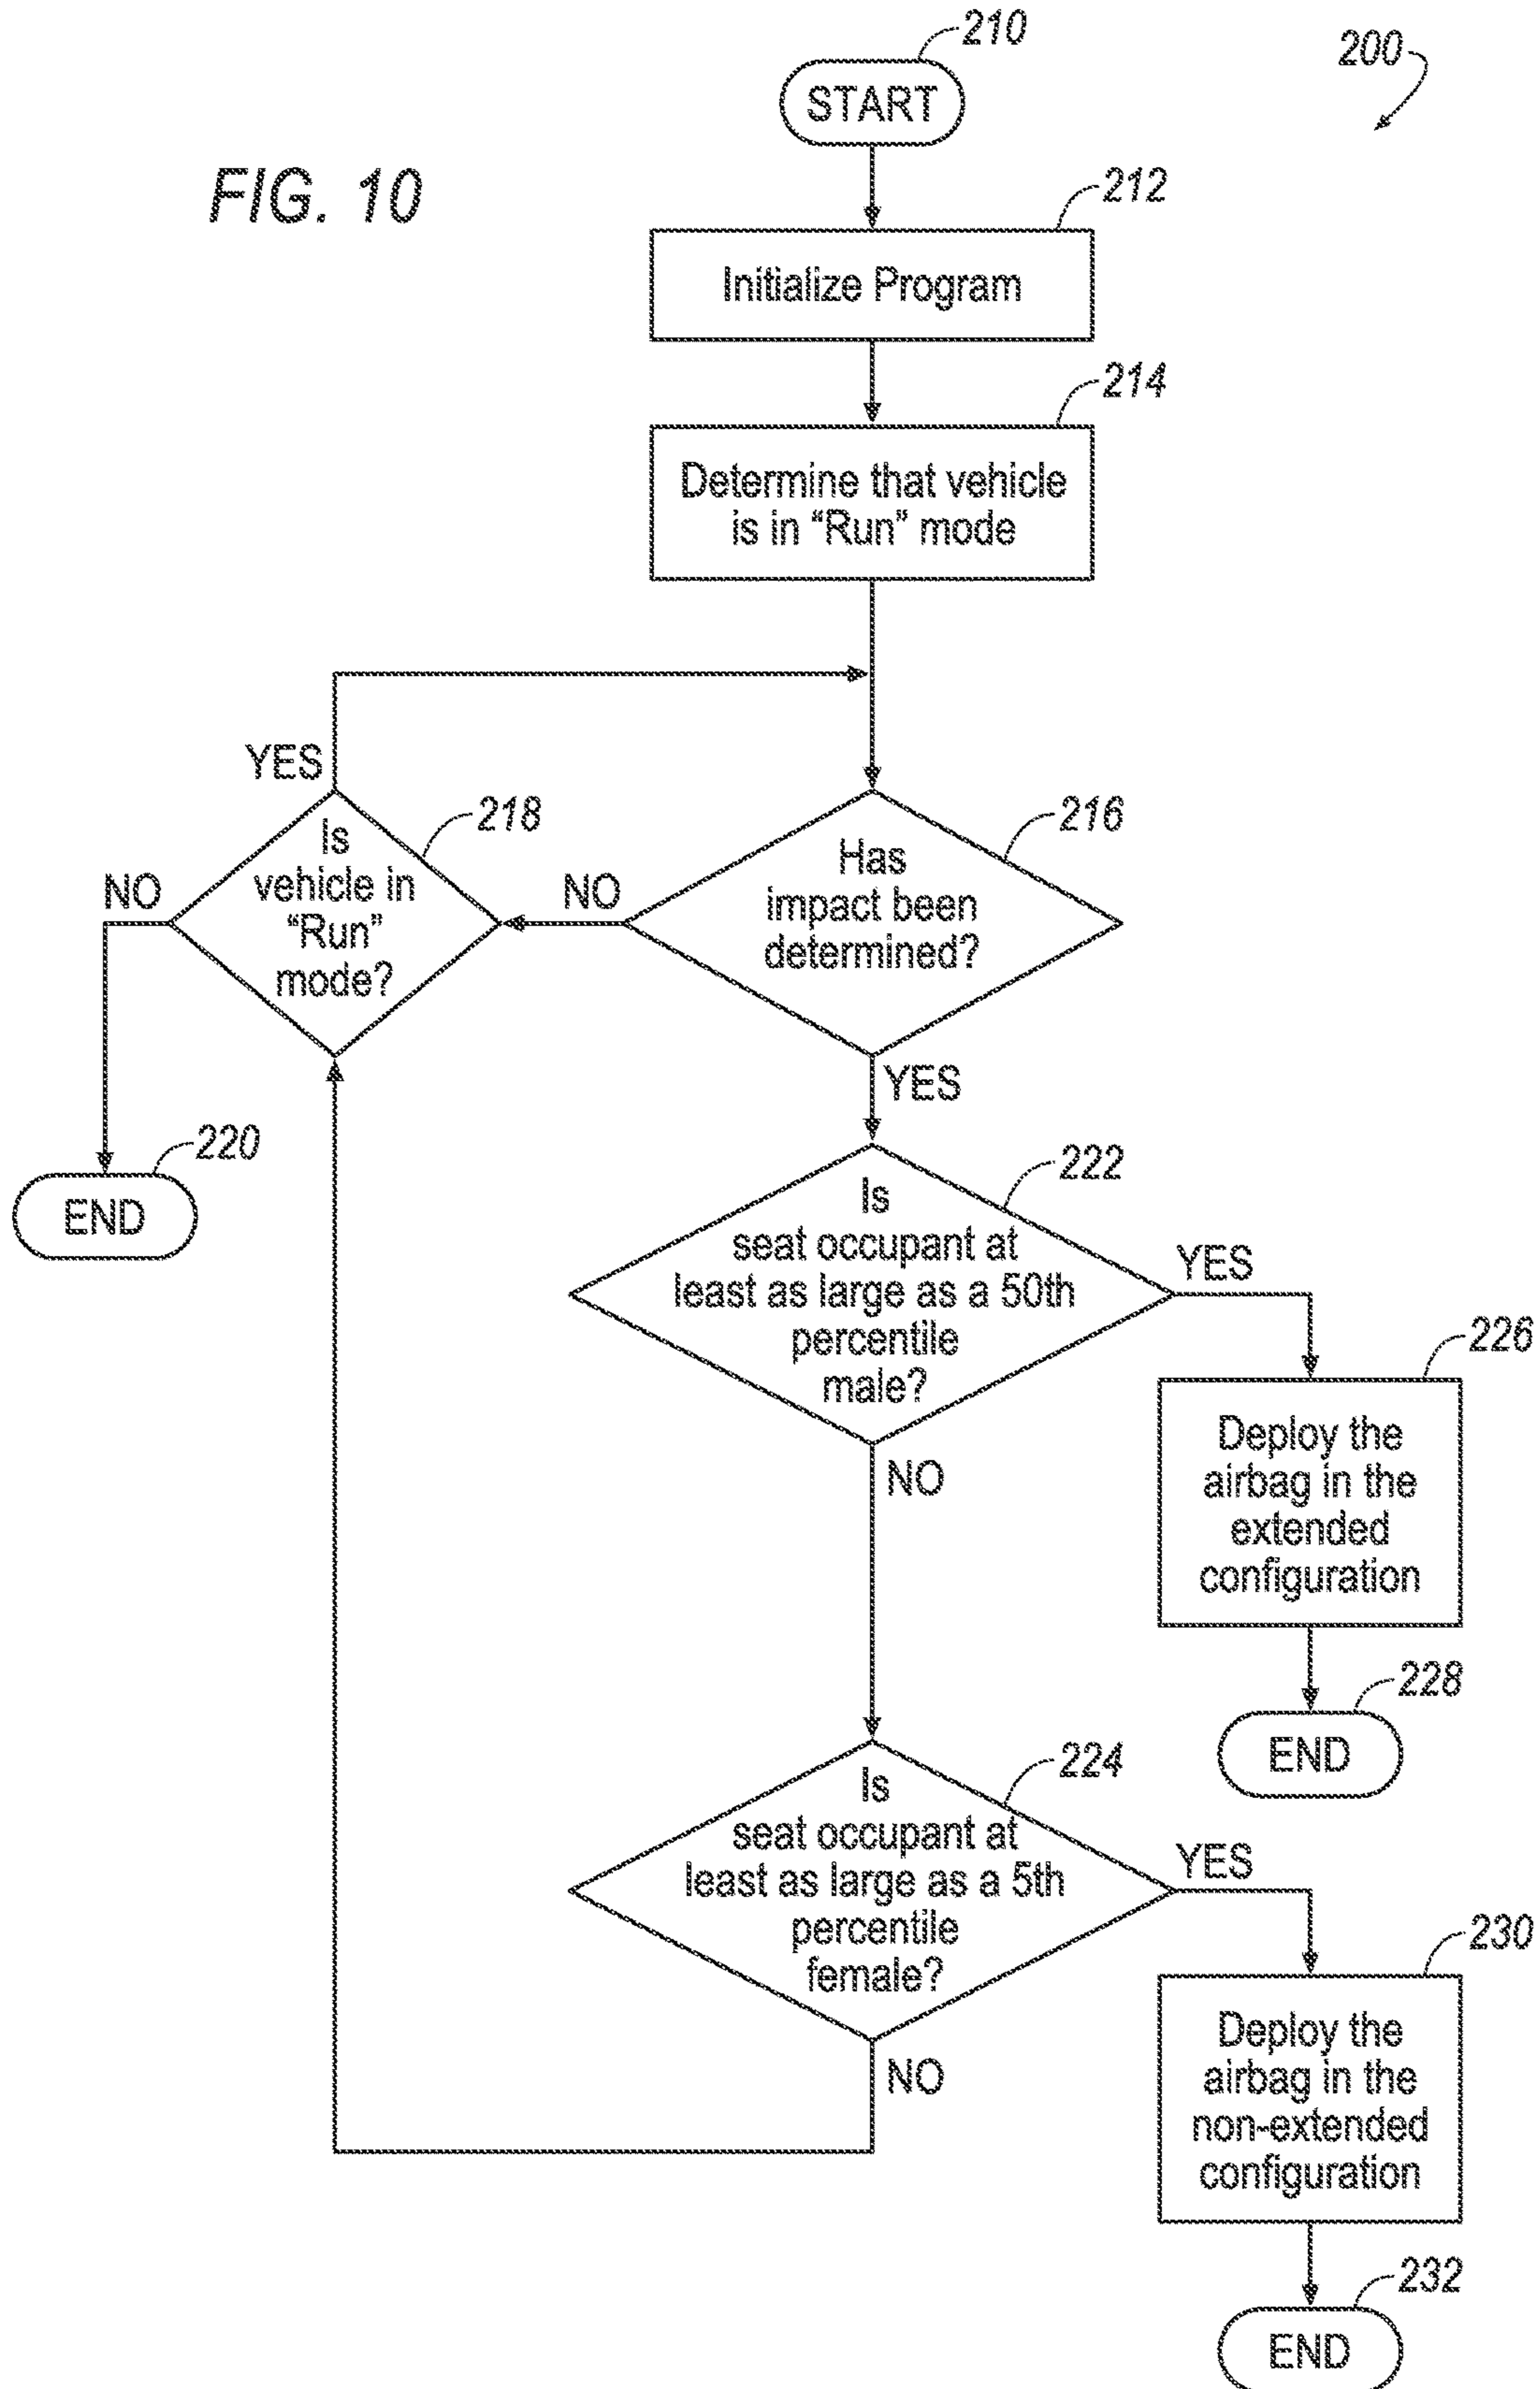 210
200
START
FIG. 10
212
Initialize Program
214
Determine that vehicle
is in “Run” mode
YES
218
216
Is
vehicle in
“Run”
mode?
Has
impact been
determined?
NO
NO
YES
220
END
222
Is
seat occupant at
least as large as a 50th
percentile
male?
YES
226
Deploy the
airbag in the
extended
configuration
NO
228
END
224
Is
seat occupant at
least as large as a 5th
percentile
female?
YES
230
Deploy the
airbag in the
non-extended
configuration
NO
232
END